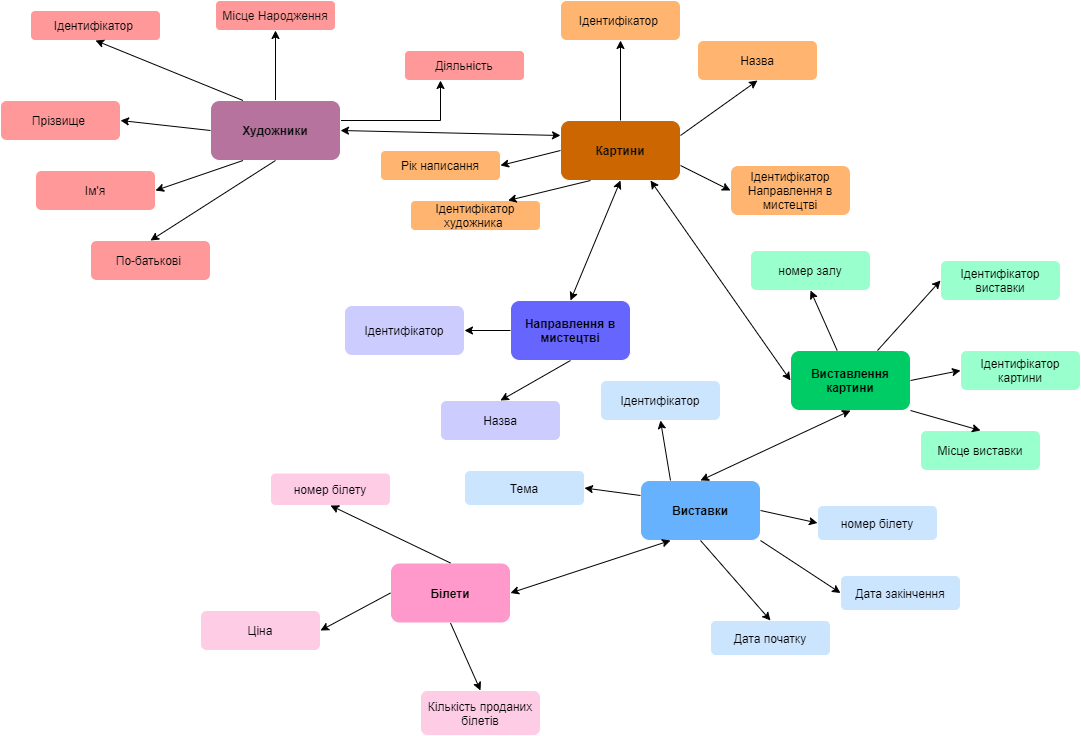 Ідентифікатор
Місце Народження
Діяльність
Прізвище
Художники
Ім'я
По-батькові
Ідентифікатор
Назва
Картини
Рік написання
Ідентифікатор
художника
Ідентифікатор
Направлення в
мистецтві
Направлення в
мистецтві
Ідентифікатор
Назва
номер залу
Ідентифікатор
виставки
Виставлення
картини
Ідентифікатор
картини
Місце виставки
Ідентифікатор
Тема
Виставки
номер білету
Дата закінчення
Дата початку
номер білету
Білети
Ціна
Кількість проданих
білетів